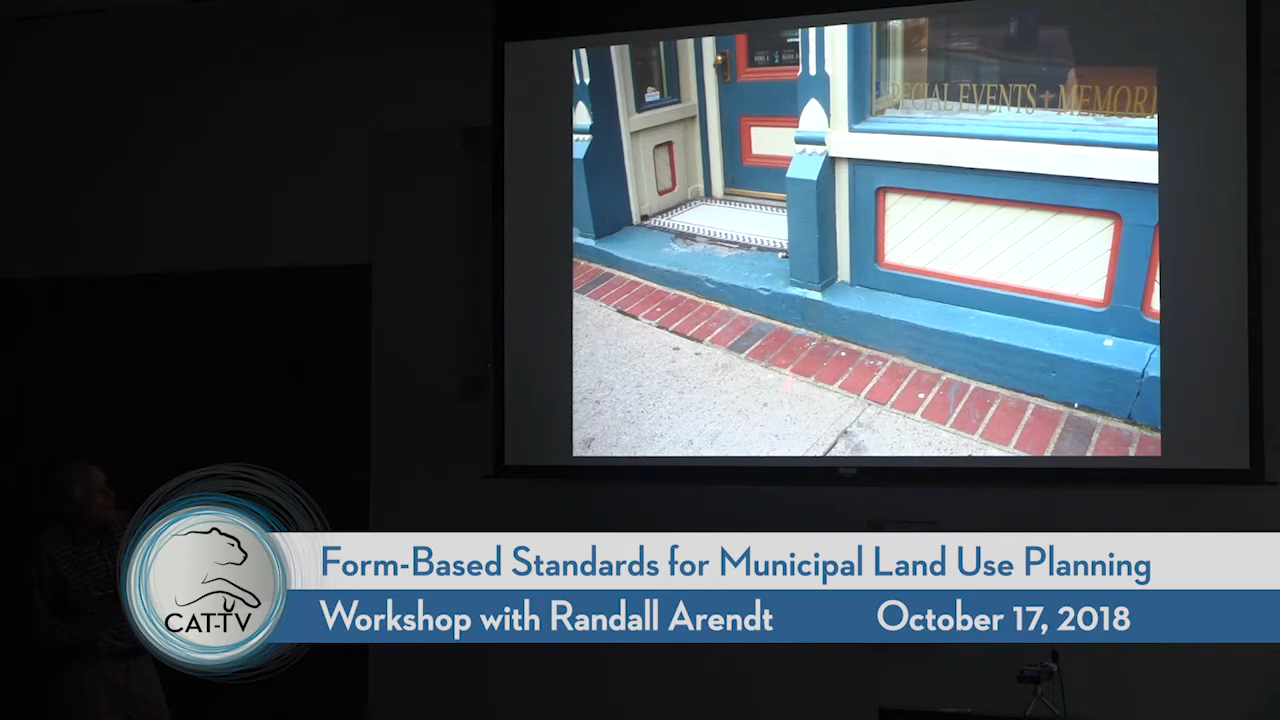 PECIAL EVENTS + MEMORI
Form-Based Standards for Municipal Land Use Planning
Workshop with Randall Arendt October 17, 2018
CAT-TV